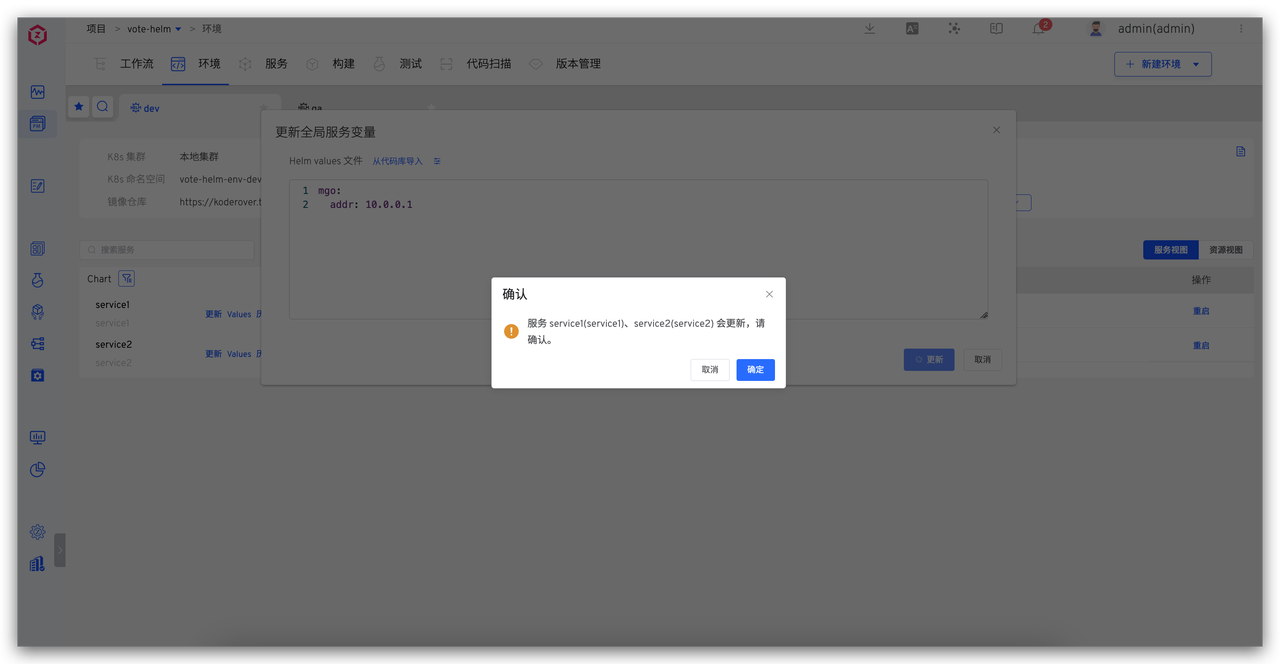 项目 > vote-helm > 环境
2
admin(admin)
工作流 环境 服务 构建 测试 代码扫描 版本管理
新建环境
dev
qa
更新全局服务变量
K8s 集群 本地集群
Helm values 文件 从代码库导入
K8s 命名空间 vote-helm-env-dev
1 mgo:
镜像仓库 https://koderover.t
2 addr: 10.0.0.1
搜索服务
服务视图 资源视图
Chart
操作
确认
service1
更新 Values 历
重启
service1
服务 service1(service1)、service2(service2) 会更新，请
确认。
service2
更新 Values 历
重启
service2
更新 取消
取消 确定